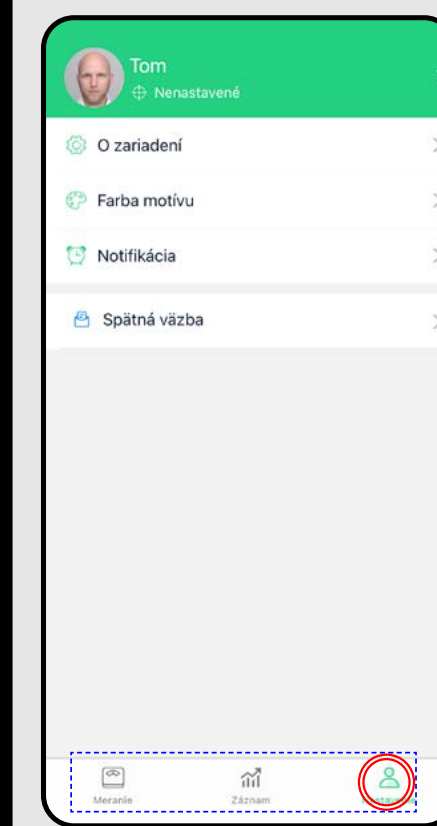 Tom
Nenastavené
O zariadení
Farba motívu
Notifikácia
Spätná väzba
Meranie
Záznam